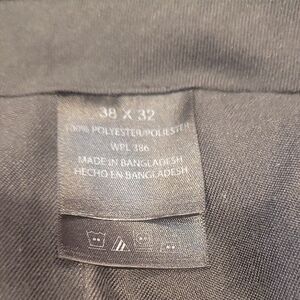 38 X 32
100% POLYESTER/POLIESTER
WPL 386
MADE IN BANGLADESH
HECHO EN BANGLADESH